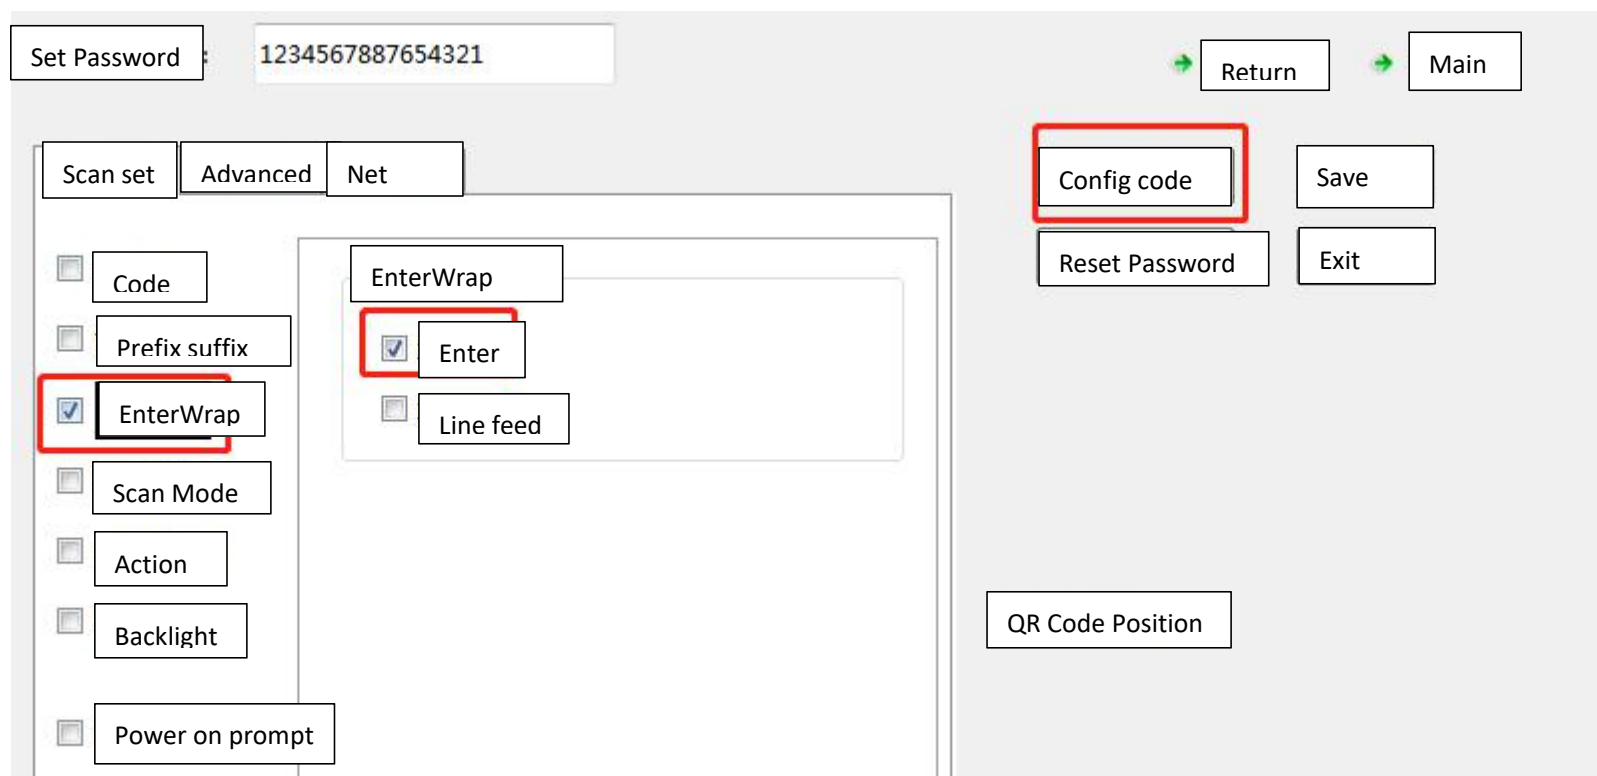 Set Password :
1234567887654321
Return
Main
Scan set
Advanced
Net
Config code
Save
Reset Password
Exit
Code
Prefix suffix
EnterWrap
Scan Mode
Action
Backlight
Power on prompt
EnterWrap
Enter
Line feed
QR Code Position